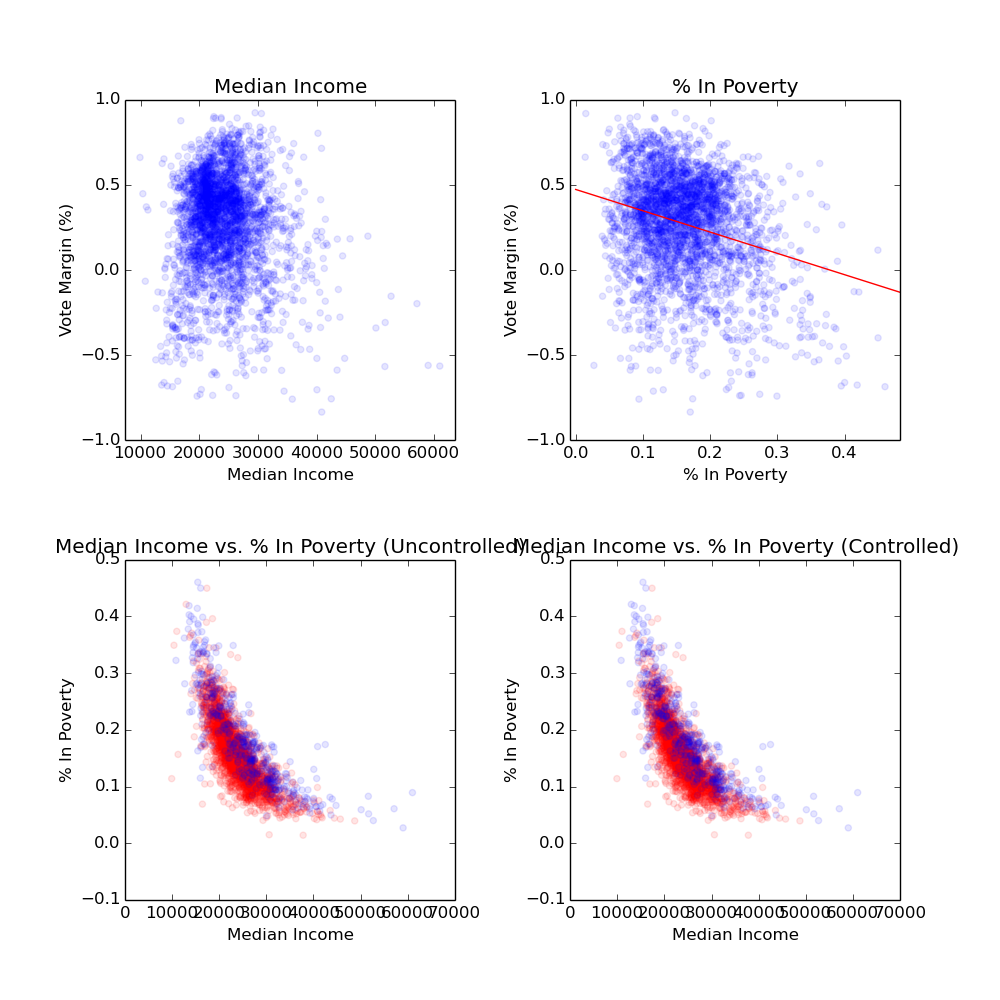 Median Income
1.0
0.5
0.0
−0.5
−1.0
Vote Margin (%)
10000 20000 30000 40000 50000 60000
Median Income
% In Poverty
1.0
0.5
0.0
−0.5
−1.0
Vote Margin (%)
0.0 0.1 0.2 0.3 0.4
% In Poverty
Median Income vs. % In Poverty (Uncontrolled)
0.5
0.4
0.3
0.2
0.1
0.0
−0.1
% In Poverty
0 10000 20000 30000 40000 50000 60000 70000
Median Income
Median Income vs. % In Poverty (Controlled)
0.5
0.4
0.3
0.2
0.1
0.0
−0.1
% In Poverty
0 10000 20000 30000 40000 50000 60000 70000
Median Income